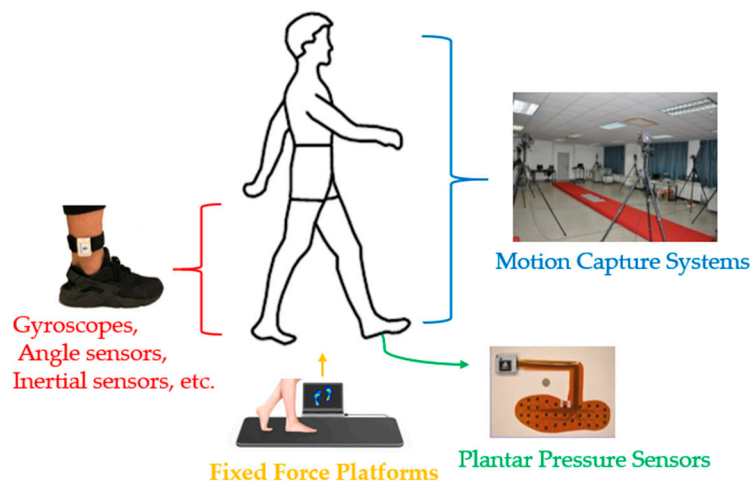 Motion Capture Systems
Gyroscopes,
Angle sensors,
Inertial sensors, etc.
Fixed Force Platforms
Plantar Pressure Sensors